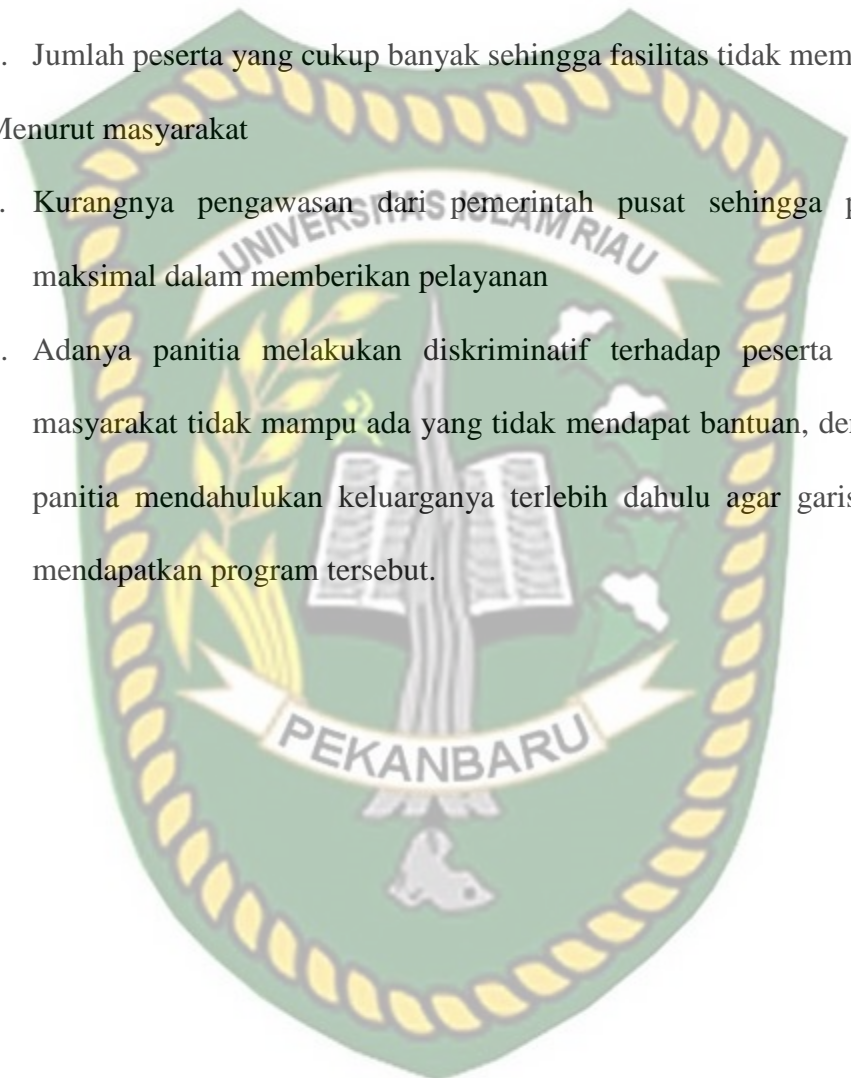 . Jumlah peserta yang cukup banyak sehingga fasilitas tidak mem
Menurut masyarakat
. Kurangnya pengawasan dari pemerintah pusat sehingga p
maksimal dalam memberikan pelayanan
. Adanya panitia melakukan diskriminatif terhadap peserta
masyarakat tidak mampu ada yang tidak mendapat bantuan, der
panitia mendahulukan keluarganya terlebih dahulu agar garis
mendapatkan program tersebut.
UNIVERSITAS ISLAM RIAU
PEKANBARU